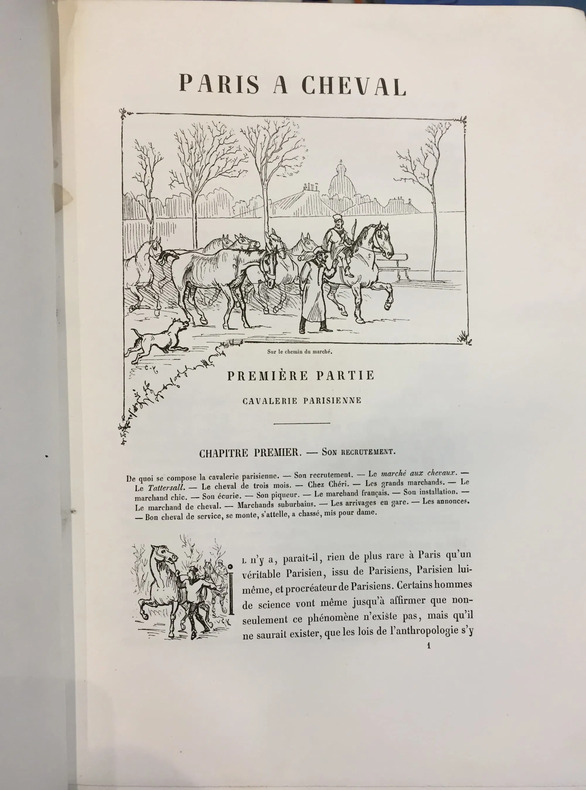 PARIS A CHEVAL
Sur le chemin du marché.
PREMIÈRE PARTIE
CAVALERIE PARISIENNE
CHAPITRE PREMIER. — SON RECRUTEMENT.
De quoi se compose la cavalerie parisienne. — Son recrutement. — Le marché aux chevaux. —
Le Tattersall. — Le cheval de trois mois. — Chez Chéri. — Les grands marchands. — Le
marchand chic. — Son écurie. — Son piqueur. — Le marchand français. — Son installation. —
Le marchand de cheval. — Marchands suburbains. — Les arrivages en gare. — Les annonces.
— Bon cheval de service, se monte, s'attelle, a chassé, mis pour dame.
IL n'y a, paraît-il, rien de plus rare à Paris qu'un
véritable Parisien, issu de Parisiens, Parisien lui-
même, et procréateur de Parisiens. Certains hommes
de science vont même jusqu'à affirmer que non-
seulement ce phénomène n'existe pas, mais qu'il
ne saurait exister, que les lois de l'anthropologie s'y
1